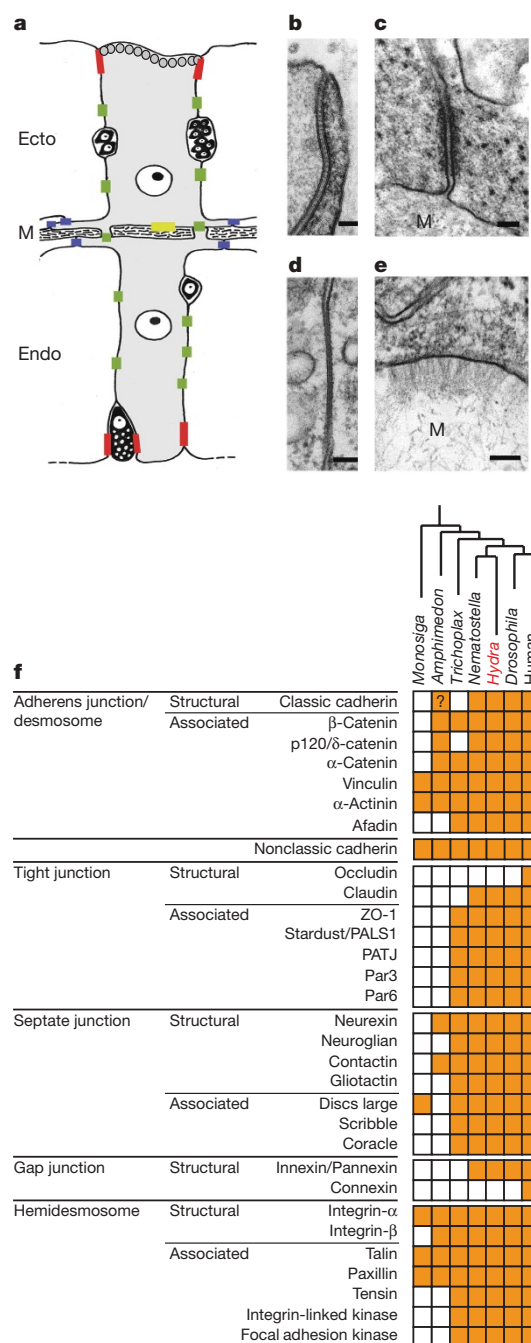 a
b
c
Ecto
M
Endo
M
d
e
M
f
Monosiga
Amphimedon
Trichoplax
Nematostella
Hydra
Drosophila
Human
Adherens junction/ Structural Classic cadherin ?
desmosome Associated β-Catenin
p120/δ-catenin
α-Catenin
Vinculin
α-Actinin
Afadin
Nonclassic cadherin
Tight junction Structural Occludin
Claudin
Associated ZO-1
Stardust/PALS1
PATJ
Par3
Par6
Septate junction Structural Neurexin
Neuroglian
Contactin
Gliotactin
Associated Discs large
Scribble
Coracle
Gap junction Structural Innexin/Pannexin
Connexin
Hemidesmosome Structural Integrin-α
Integrin-β
Associated Talin
Paxillin
Tensin
Integrin-linked kinase
Focal adhesion kinase